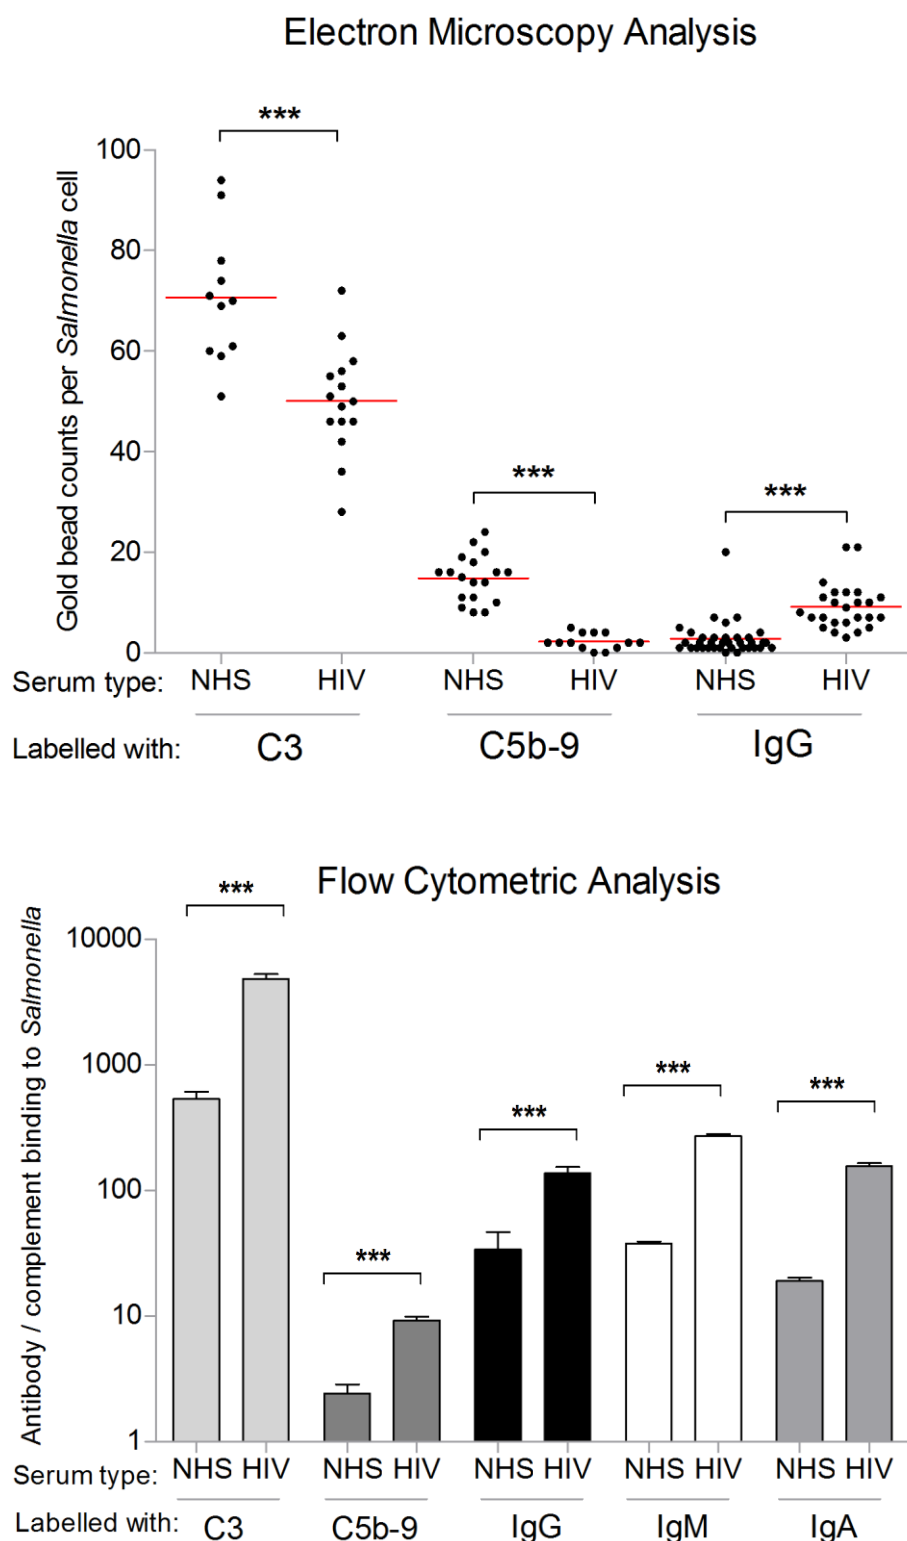 Electron Microscopy Analysis
***
100
80
60
40
20
0
Gold bead counts per Salmonella cell
***
***
Serum type: NHS HIV NHS HIV NHS HIV
Labelled with: C3 C5b-9 IgG
Flow Cytometric Analysis
***
10000
1000
100
10
1
Antibody / complement binding to Salmonella
***
***
***
***
Serum type: NHS HIV NHS HIV NHS HIV NHS HIV NHS HIV
Labelled with: C3 C5b-9 IgG IgM IgA